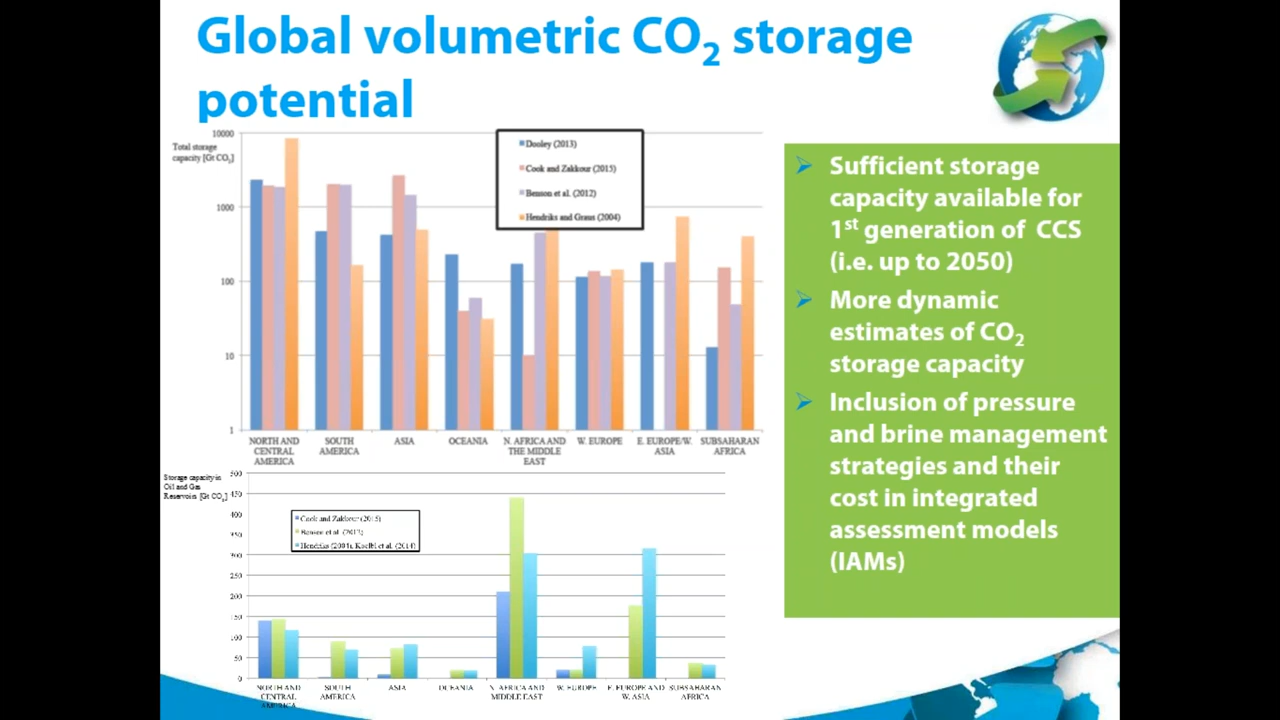 Global volumetric CO₂ storage
potential
Total storage
capacity [Gt CO₂]
10000
1000
100
10
1
Dooley (2013)
Cook and Zakkour (2015)
Benson et al. (2012)
Hendriks and Graus (2004)
NORTH AND
CENTRAL
AMERICA
SOUTH
AMERICA
ASIA
OCEANIA
N. AFRICA AND
THE MIDDLE
EAST
W. EUROPE
E. EUROPE/W.
ASIA
SUBSAHARAN
AFRICA
Storage capacity in
Oil and Gas
Reservoirs [Gt CO₂]
500
450
400
350
300
250
200
150
100
50
0
Cook and Zakkour (2015)
Benson et al. (2012)
Hendriks (2004), Koelbl et al. (2014)
NORTH AND
CENTRAL
AMERICA
SOUTH
AMERICA
ASIA
OCEANIA
N. AFRICA AND
MIDDLE EAST
W. EUROPE
E. EUROPE AND
W. ASIA
SUBSAHARAN
AFRICA
Sufficient storage
capacity available for
1st generation of CCS
(i.e. up to 2050)
More dynamic
estimates of CO₂
storage capacity
Inclusion of pressure
and brine management
strategies and their
cost in integrated
assessment models
(IAMs)